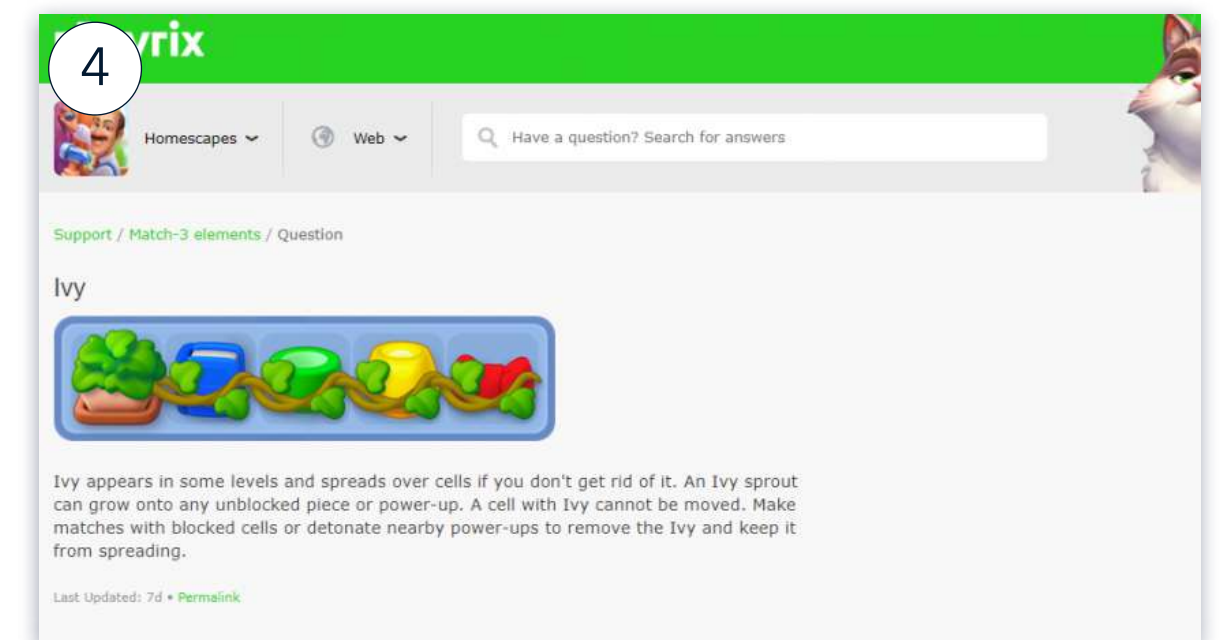 4
Homescapes
Web
Have a question? Search for answers
Support / Match-3 elements / Question
Ivy
Ivy appears in some levels and spreads over cells if you don't get rid of it. An Ivy sprout
can grow onto any unblocked piece or power-up. A cell with Ivy cannot be moved. Make
matches with blocked cells or detonate nearby power-ups to remove the Ivy and keep it
from spreading.
Last Updated: 7d • Permalink